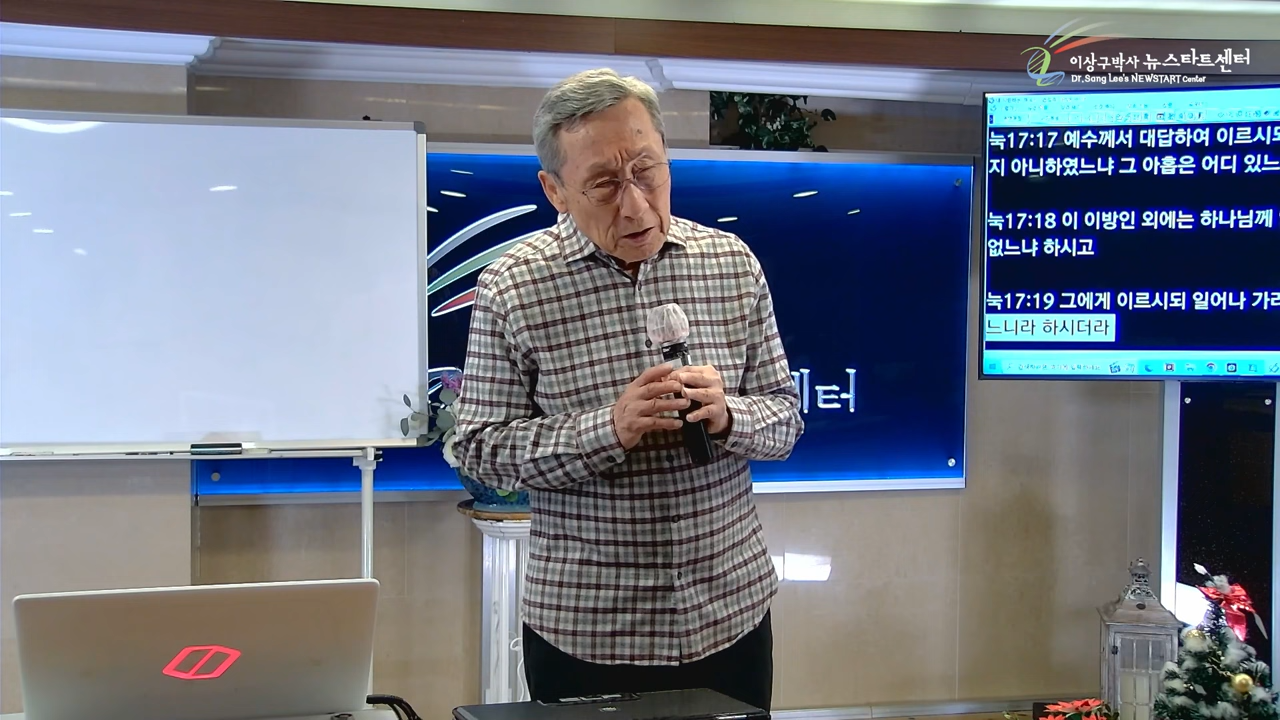 이상구박사 뉴스타트센터
Dr.Sang Lee's NEWSTART Center
눅17:17 예수께서 대답하여 이르시되
지 아니하였느냐 그 아홉은 어디 있느
눅17:18 이 이방인 외에는 하나님께
없느냐 하시고
눅17:19 그에게 이르시되 일어나 가라
느니라 하시더라
센터